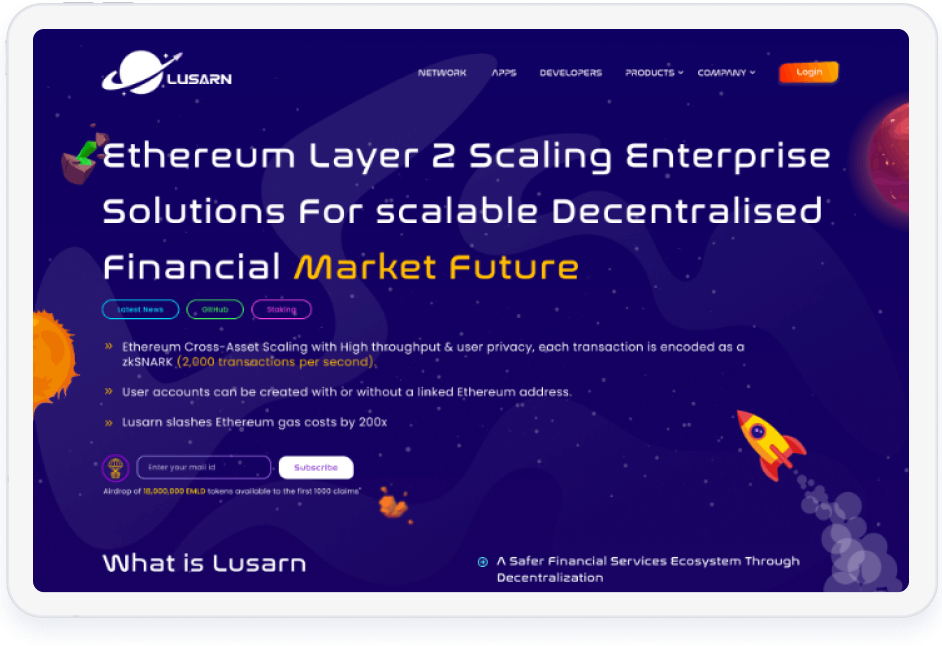 LUSARN
NETWORK APPS DEVELOPERS PRODUCTS COMPANY Login
Ethereum Layer 2 Scaling Enterprise
Solutions For scalable Decentralised
Financial Market Future
Latest News GitHub Staking
Ethereum Cross-Asset Scaling with High throughput & user privacy, each transaction is encoded as a
zkSNARK (2,000 transactions per second).
User accounts can be created with or without a linked Ethereum address.
Lusarn slashes Ethereum gas costs by 200x
Enter your mail id Subscribe
Airdrop of 18,000,000 EMLD tokens available to the first 1000 claims*
What is Lusarn
A Safer Financial Services Ecosystem Through
Decentralization